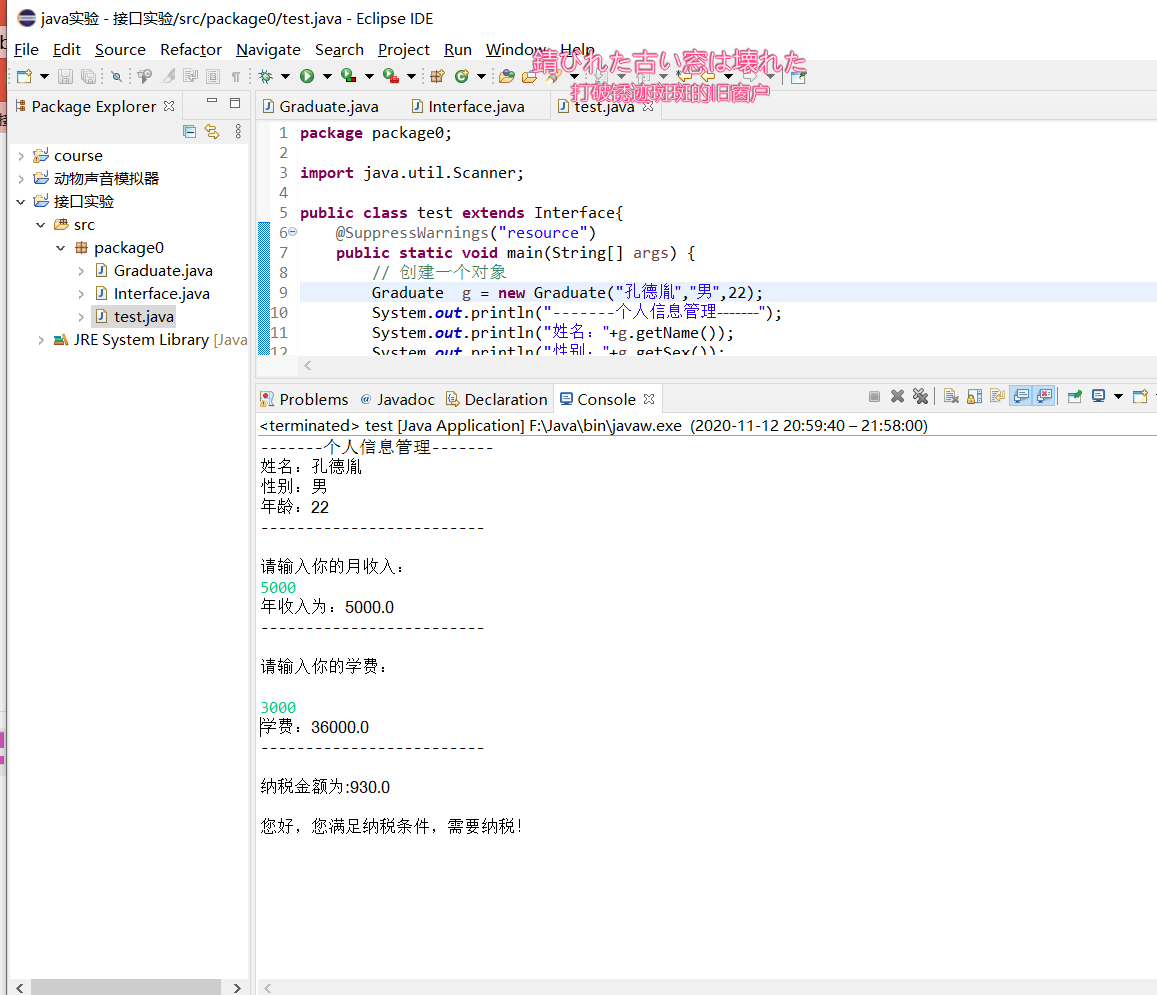 java实验 - 接口实验/src/package0/test.java - Eclipse IDE
File Edit Source Refactor Navigate Search Project Run Window Help
錆びれた古い窓は壊れた
打破锈迹斑斑的旧窗户
Package Explorer
Graduate.java Interface.java test.java
course
动物声音模拟器
接口实验
src
package0
Graduate.java
Interface.java
test.java
JRE System Library [Java
1 package package0;
2
3 import java.util.Scanner;
4
5 public class test extends Interface{
6 @SuppressWarnings("resource")
7 public static void main(String[] args) {
8 // 创建一个对象
9 Graduate g = new Graduate("孔德胤","男",22);
10 System.out.println("-------个人信息管理-------");
11 System.out.println("姓名："+g.getName());
12 System.out.println("性别："+g.getSex());
Problems @ Javadoc Declaration Console
<terminated> test [Java Application] F:\Java\bin\javaw.exe (2020-11-12 20:59:40 – 21:58:00)
-------个人信息管理-------
姓名：孔德胤
性别：男
年龄：22
-------------------------
请输入你的月收入：
5000
年收入为：5000.0
-------------------------
请输入你的学费：
3000
学费：36000.0
-------------------------
纳税金额为:930.0
您好，您满足纳税条件，需要纳税！